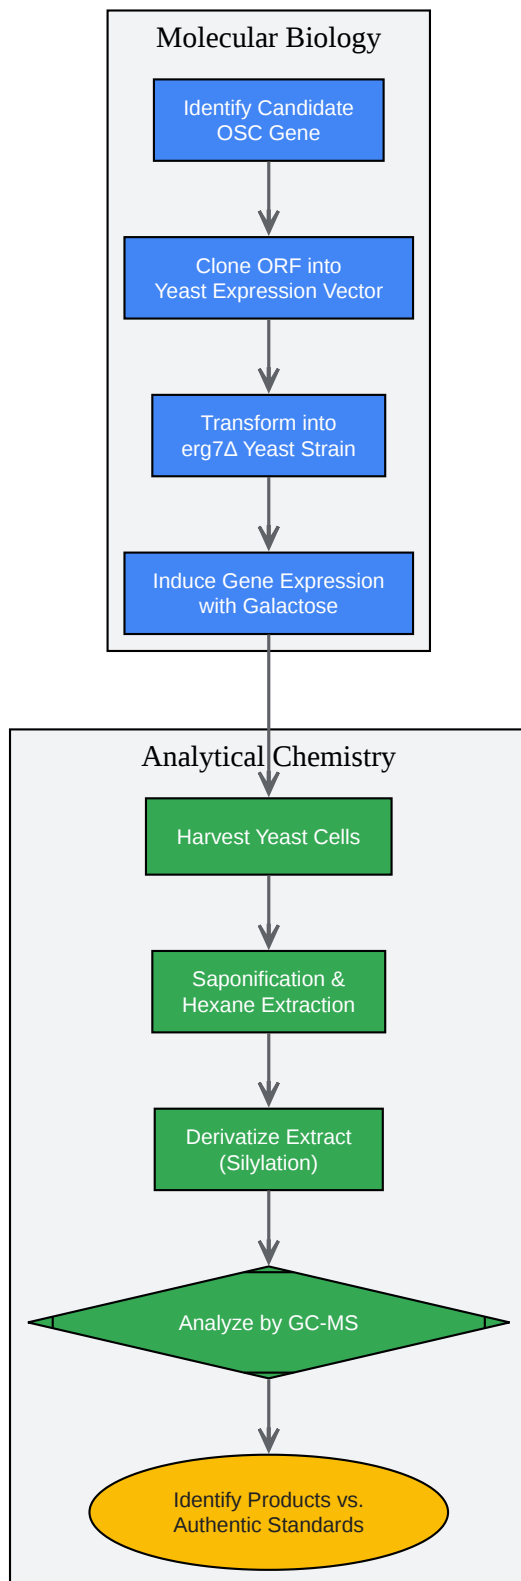 Molecular Biology
Identify Candidate
OSC Gene
Clone ORF into
Yeast Expression Vector
Transform into
erg7Δ Yeast Strain
Induce Gene Expression
with Galactose
Analytical Chemistry
Harvest Yeast Cells
Saponification &
Hexane Extraction
Derivatize Extract
(Silylation)
Analyze by GC-MS
Identify Products vs.
Authentic Standards